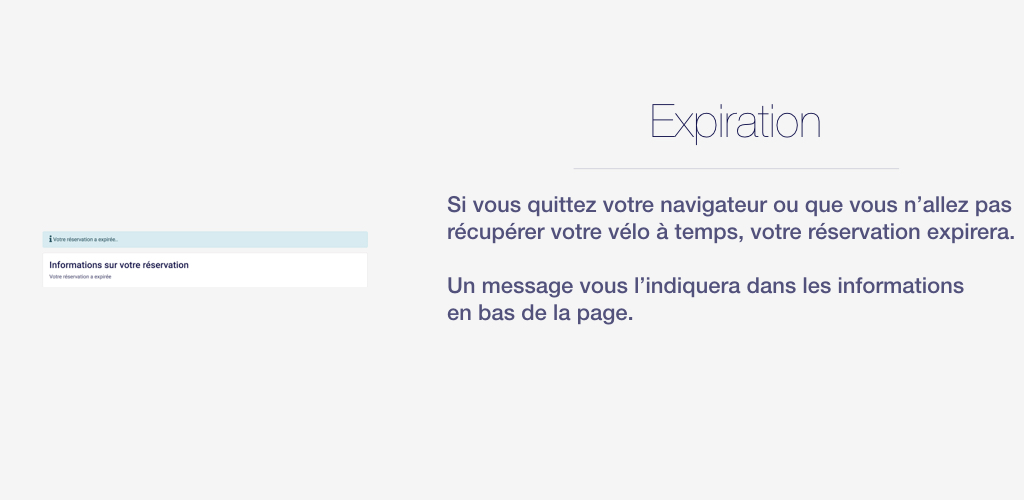 Votre réservation a expirée..
Informations sur votre réservation
Votre réservation a expirée
Expiration
Si vous quittez votre navigateur ou que vous n’allez pas
récupérer votre vélo à temps, votre réservation expirera.
Un message vous l’indiquera dans les informations
en bas de la page.